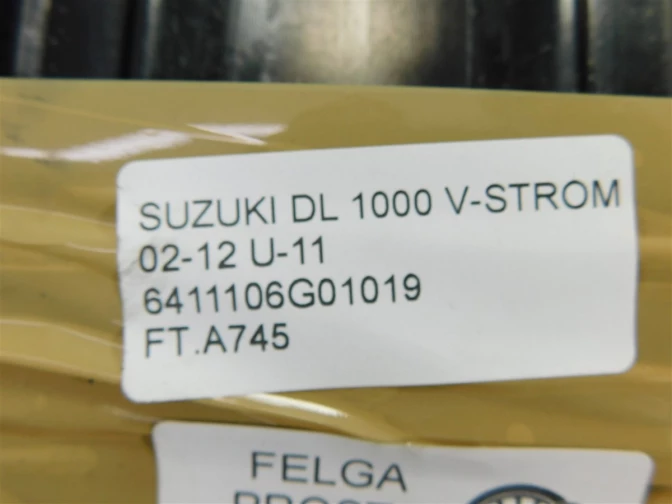 SUZUKI DL 1000 V-STROM
02-12 U-11
6411106G01019
FT.A745
FELGA